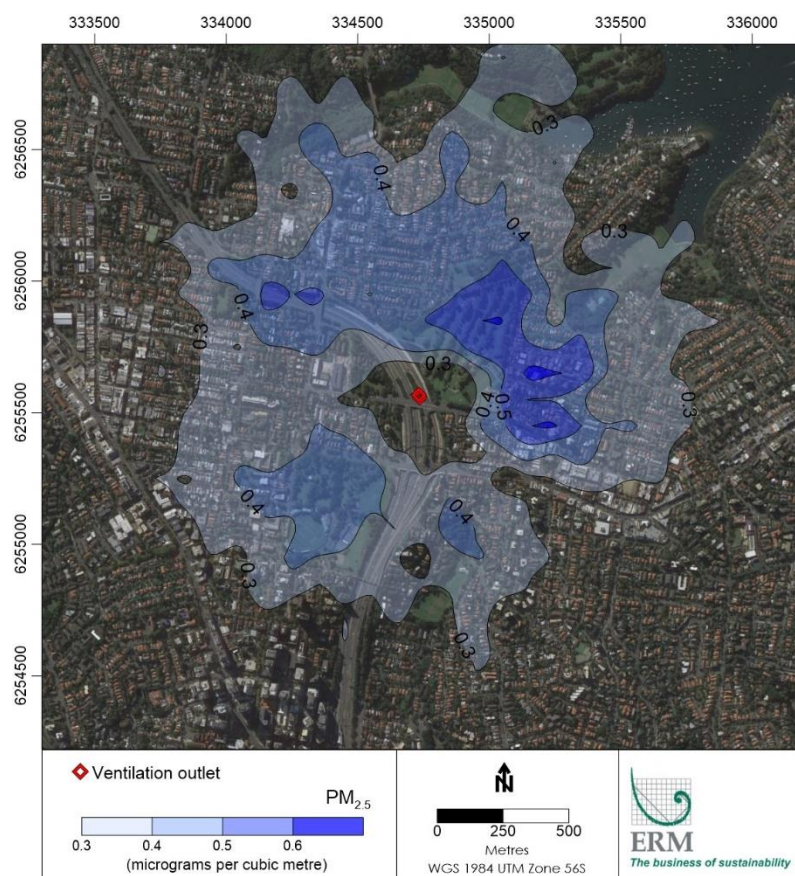 333500 334000 334500 335000 335500 336000
6256500
6256000
6255500
6255000
6254500
0.3
0.4
0.4
0.3
0.4
0.4
0.3
0.3
0.4
0.5
0.4
0.3
0.4
0.4
0.3
0.3
Ventilation outlet
PM2.5
0.3 0.4 0.5 0.6
(micrograms per cubic metre)
N
0 250 500
Metres
WGS 1984 UTM Zone 56S
ERM
The business of sustainability